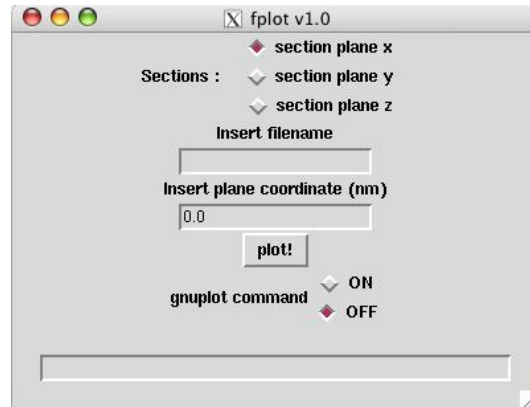 fplot v1.0
section plane x
Sections : section plane y
section plane z
Insert filename
Insert plane coordinate (nm)
0.0
plot!
ON
gnuplot command
OFF